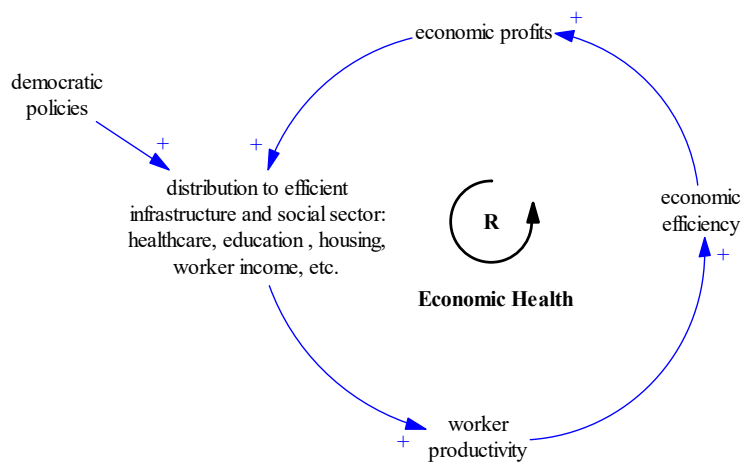 +
economic profits
democratic
policies
+
+
distribution to efficient
infrastructure and social sector:
healthcare, education , housing,
worker income, etc.
R
economic
efficiency
+
Economic Health
+
worker
productivity